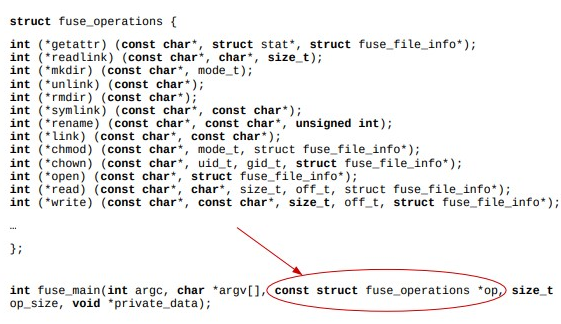 struct fuse_operations {
int (*getattr) (const char*, struct stat*, struct fuse_file_info*);
int (*readlink) (const char*, char*, size_t);
int (*mkdir) (const char*, mode_t);
int (*unlink) (const char*);
int (*rmdir) (const char*);
int (*symlink) (const char*, const char*);
int (*rename) (const char*, const char*, unsigned int);
int (*link) (const char*, const char*);
int (*chmod) (const char*, mode_t, struct fuse_file_info*);
int (*chown) (const char*, uid_t, gid_t, struct fuse_file_info*);
int (*open) (const char*, struct fuse_file_info*);
int (*read) (const char*, char*, size_t, off_t, struct fuse_file_info*);
int (*write) (const char*, const char*, size_t, off_t, struct fuse_file_info*);
…
};
int fuse_main(int argc, char *argv[], const struct fuse_operations *op, size_t
op_size, void *private_data);